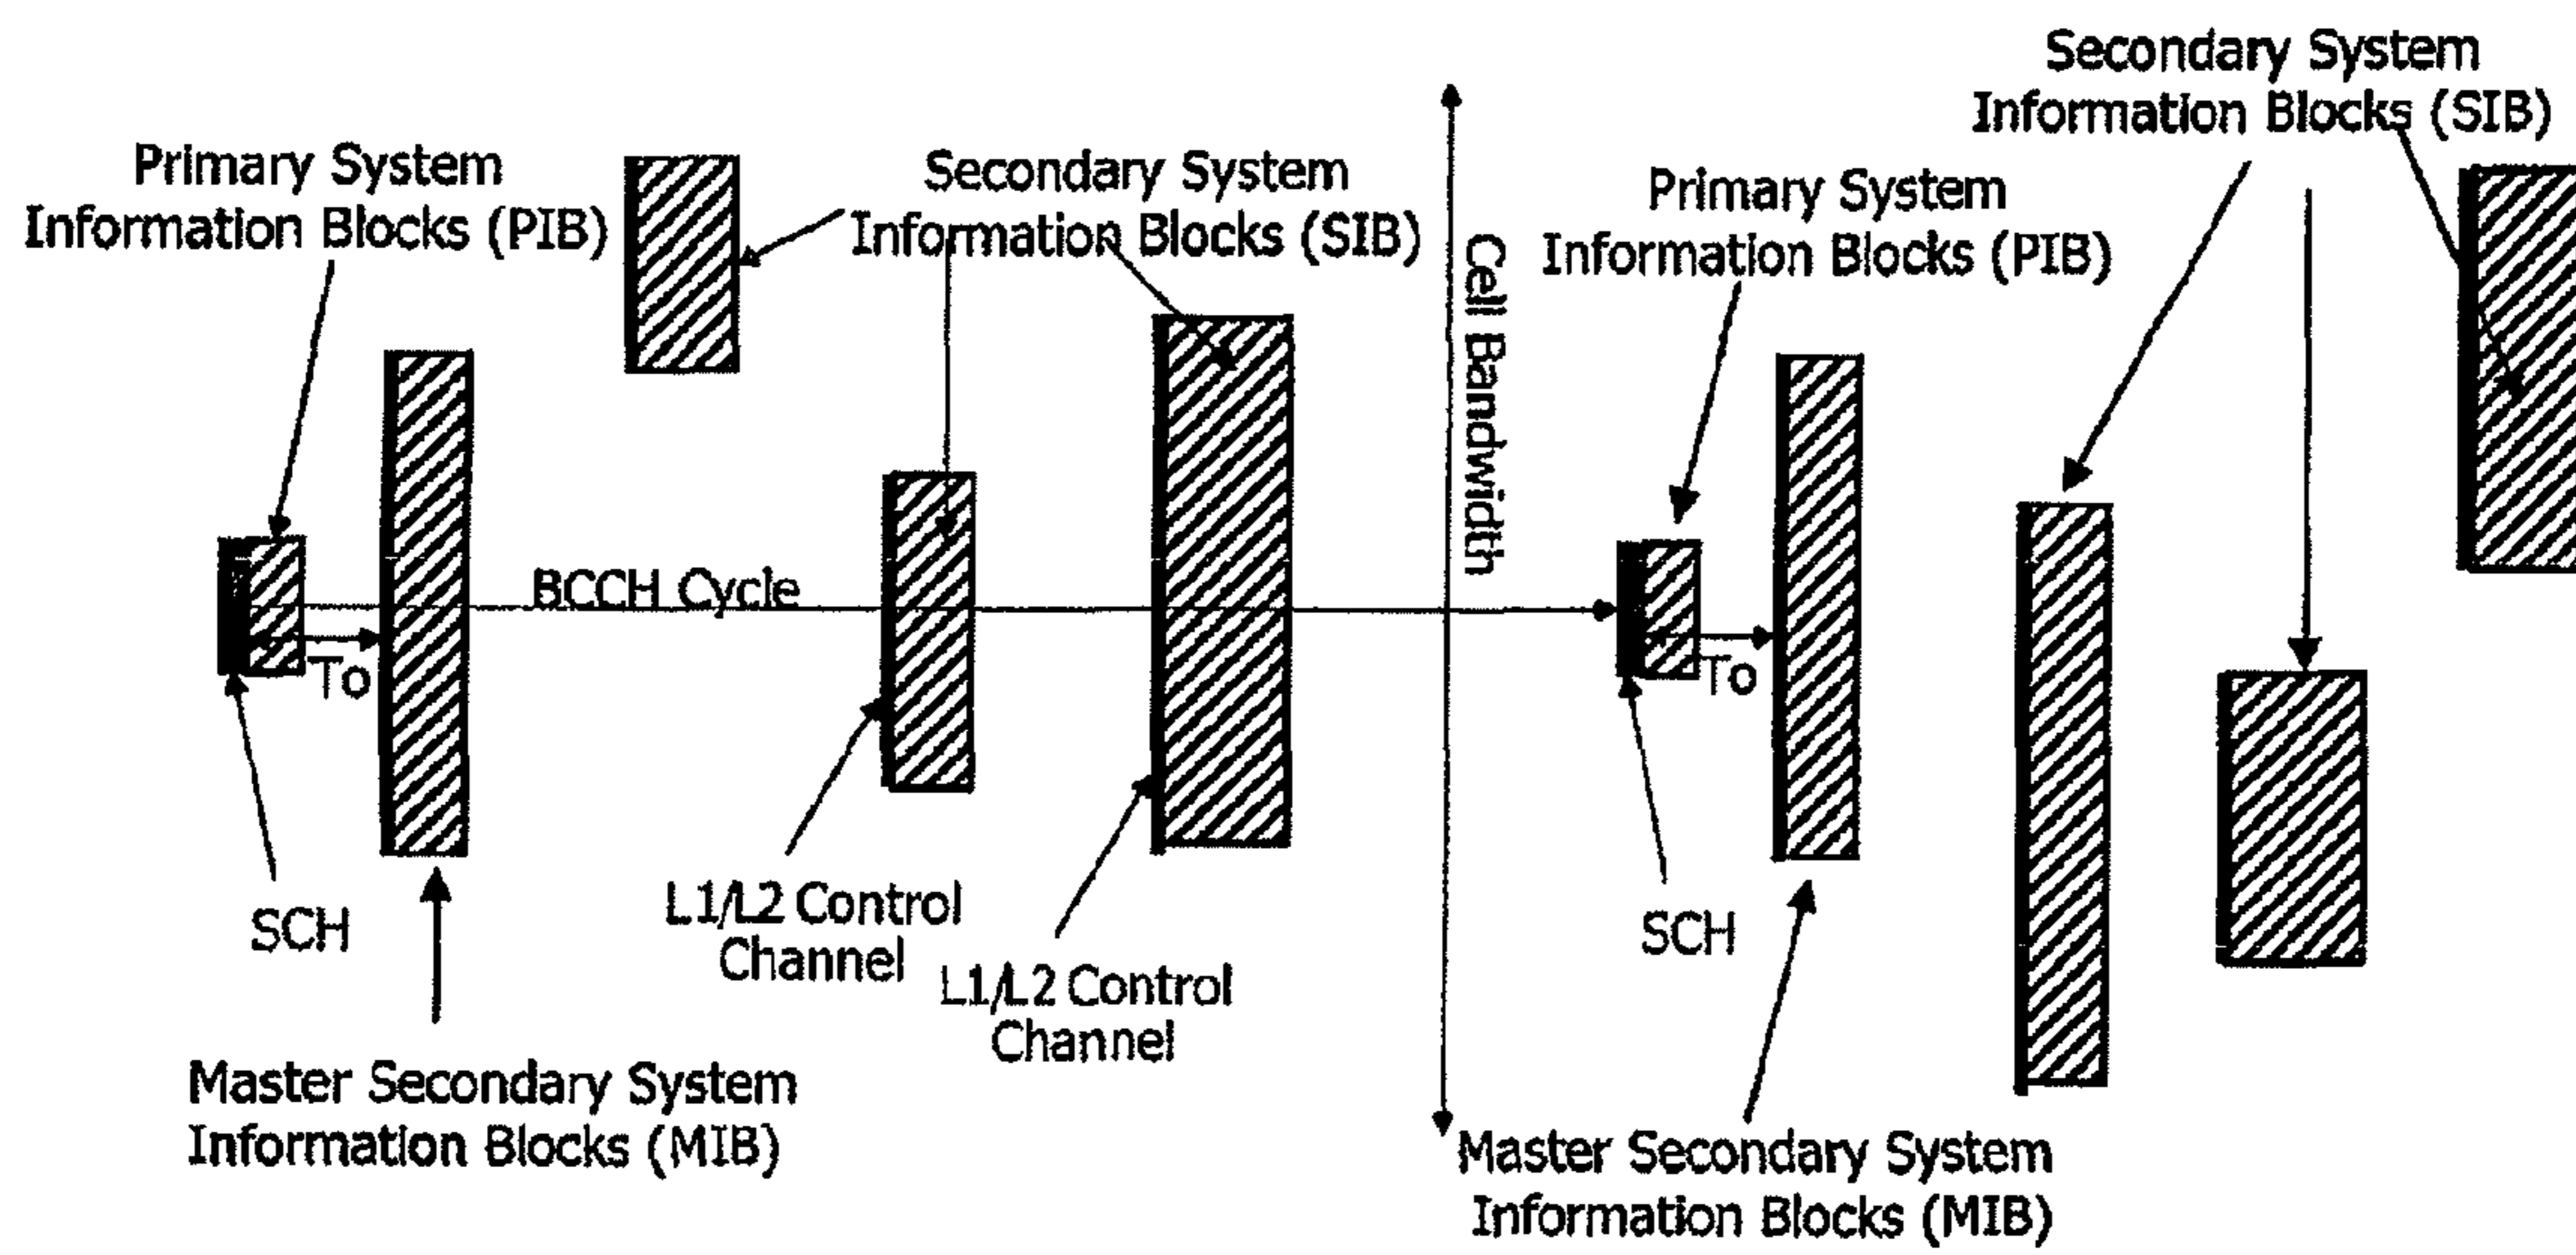 Primary System
Information Blocks (PIB)
Secondary System
Information Blocks (SIB)
Cell Bandwidth
Primary System
Information Blocks (PIB)
Secondary System
Information Blocks (SIB)
BCCH Cycle
To
To
SCH
L1/L2 Control
Channel
L1/L2 Control
Channel
SCH
Master Secondary System
Information Blocks (MIB)
Master Secondary System
Information Blocks (MIB)